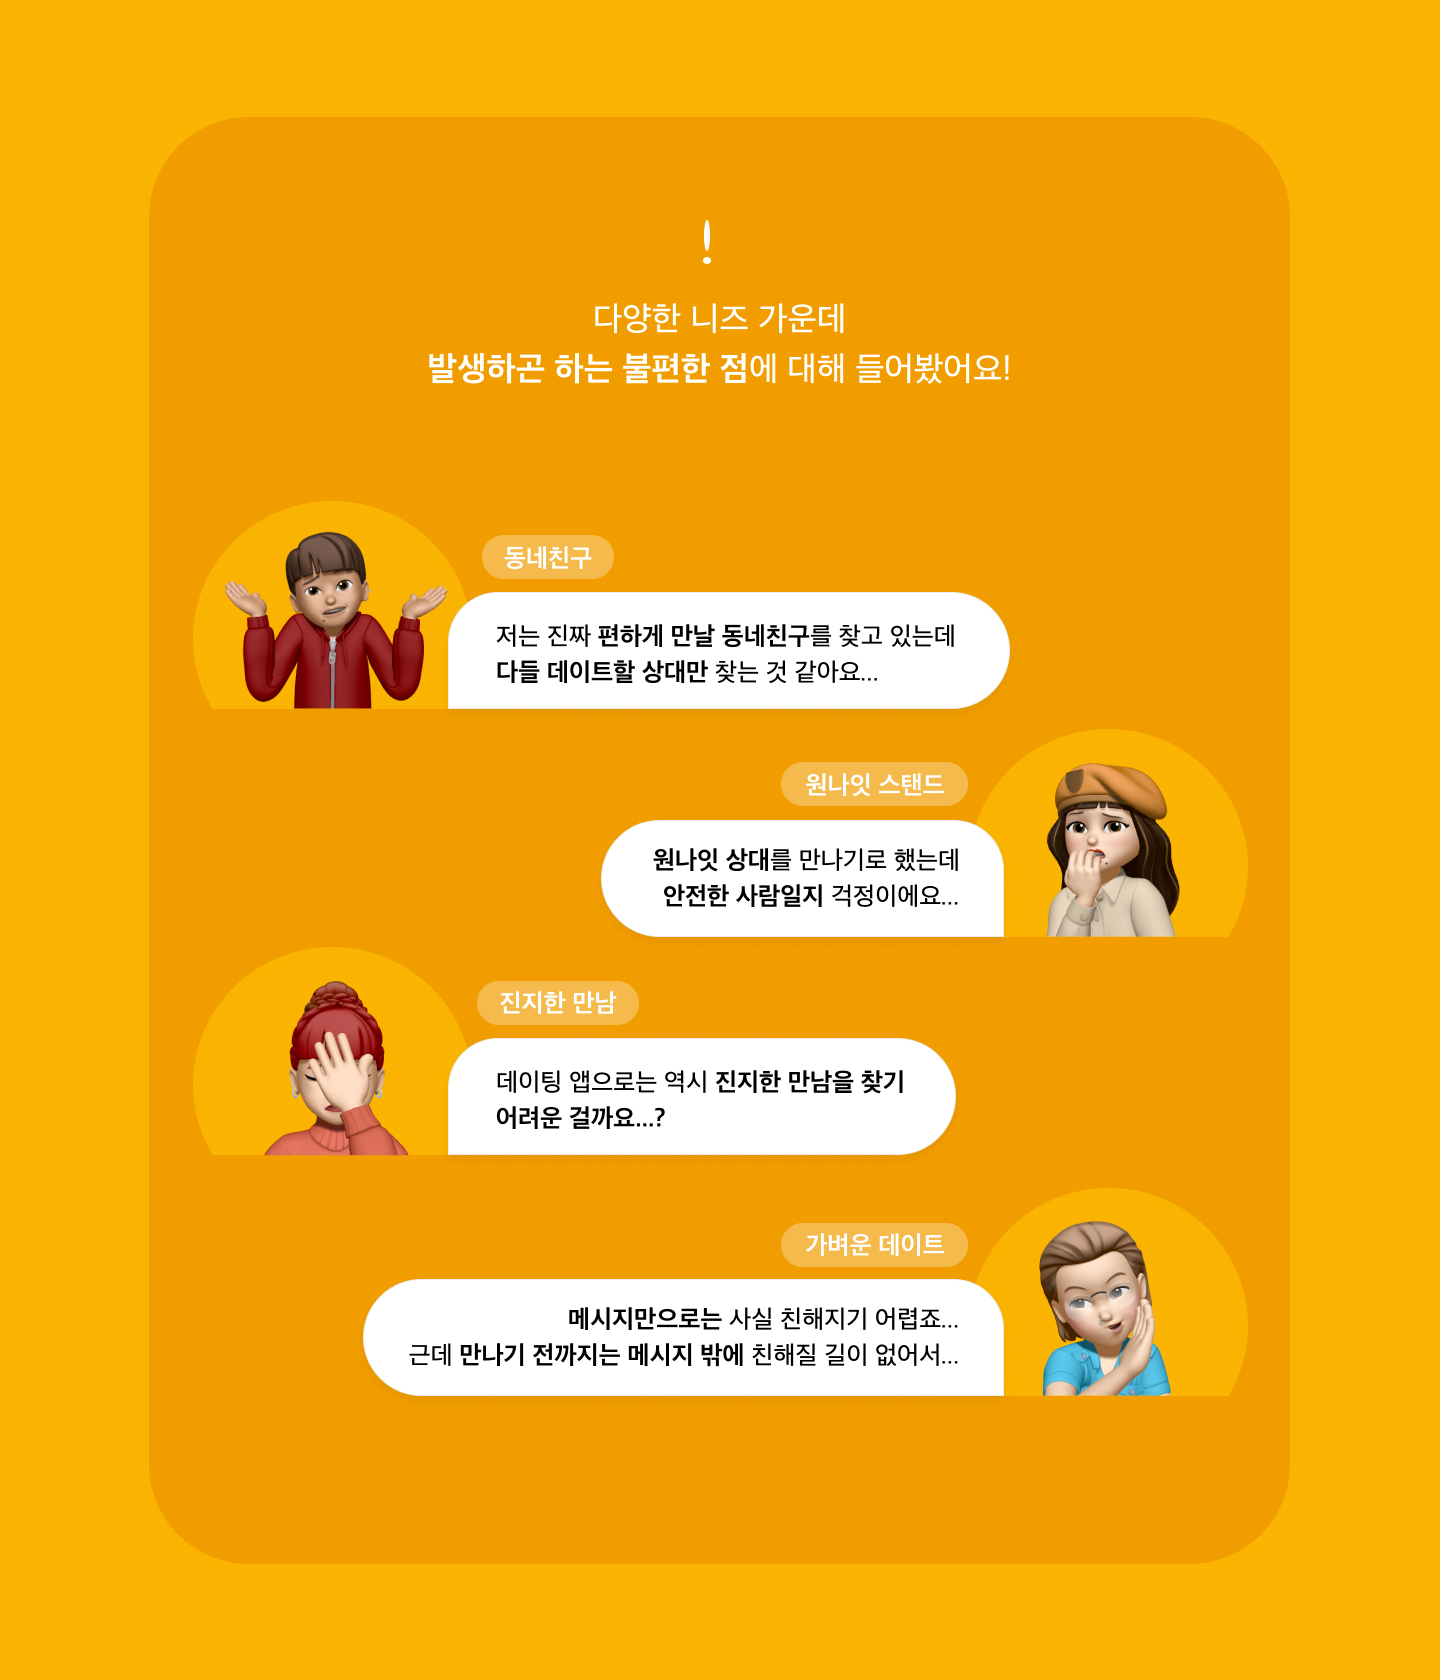 !
다양한 니즈 가운데
발생하곤 하는 불편한 점에 대해 들어봤어요!
동네친구
저는 진짜 편하게 만날 동네친구를 찾고 있는데
다들 데이트할 상대만 찾는 것 같아요...
원나잇 스탠드
원나잇 상대를 만나기로 했는데
안전한 사람일지 걱정이에요...
진지한 만남
데이팅 앱으로는 역시 진지한 만남을 찾기
어려운 걸까요...?
가벼운 데이트
메시지만으로는 사실 친해지기 어렵죠...
근데 만나기 전까지는 메시지 밖에 친해질 길이 없어서...